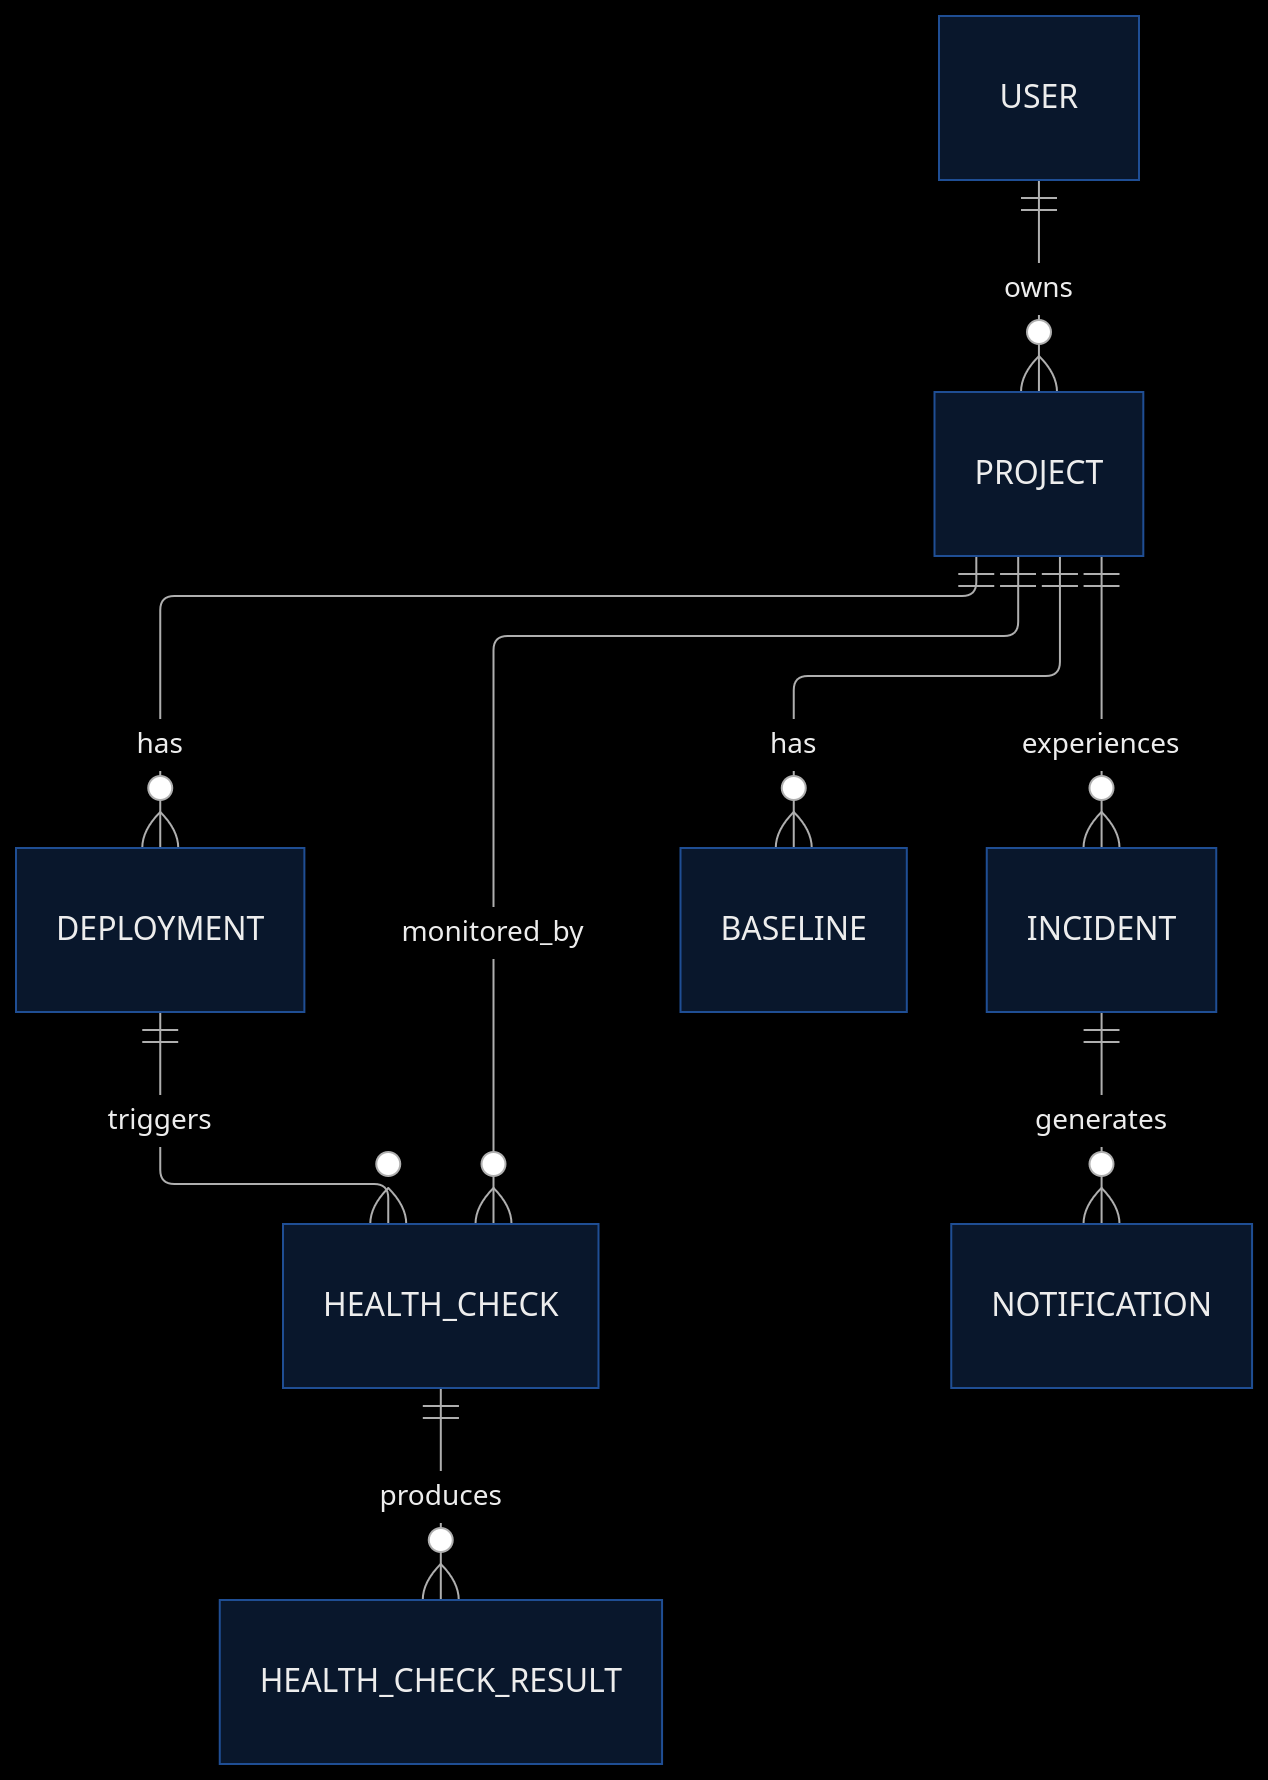 USER
owns
PROJECT
has
has
experiences
DEPLOYMENT
monitored_by
BASELINE
INCIDENT
triggers
generates
HEALTH_CHECK
NOTIFICATION
produces
HEALTH_CHECK_RESULT